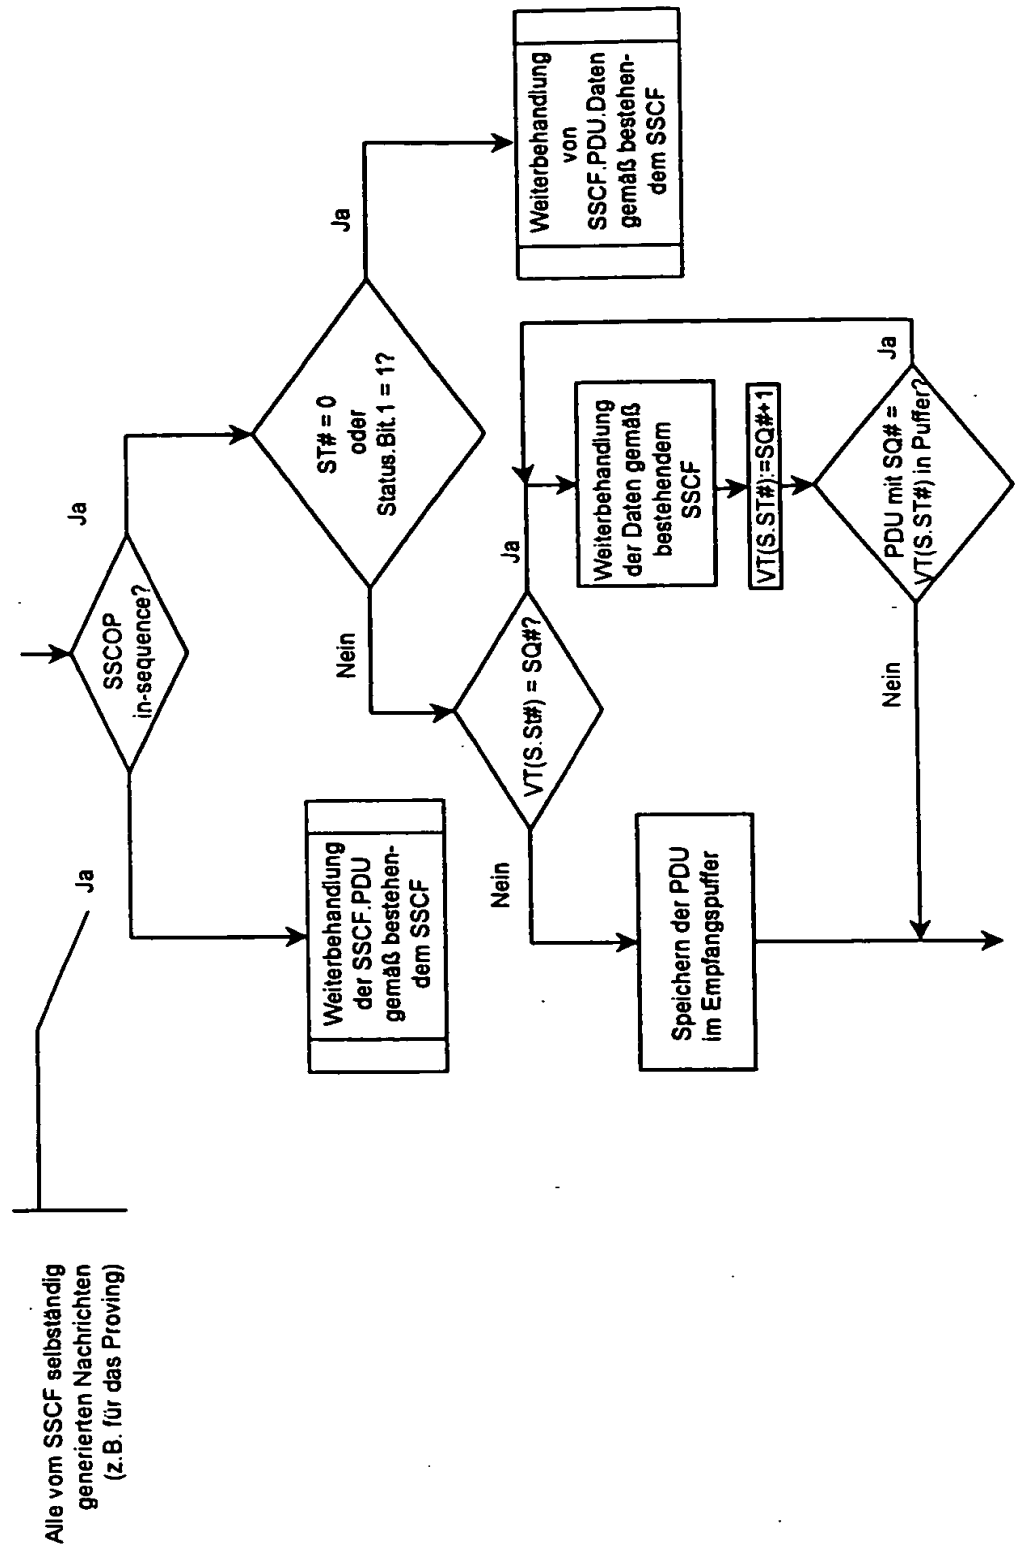 Alle vom SSCF selbständig
generierten Nachrichten
(z.B. für das Proving)
Ja
SSCOP
in-sequence?
Ja
Weiterbehandlung
der SSCF.PDU
gemäß bestehen-
dem SSCF
ST# = 0
oder
Status.Bit.1 = 1?
Ja
Nein
Weiterbehandlung
von
SSCF.PDU.Daten
gemäß bestehen-
dem SSCF
VT(S.St#) = SQ#?
Ja
Nein
Weiterbehandlung
der Daten gemäß
bestehendem
SSCF
VT(S.ST#):=SQ#+1
Speichern der PDU
im Empfangspuffer
PDU mit SQ# =
VT(S.ST#) in Puffer?
Ja
Nein